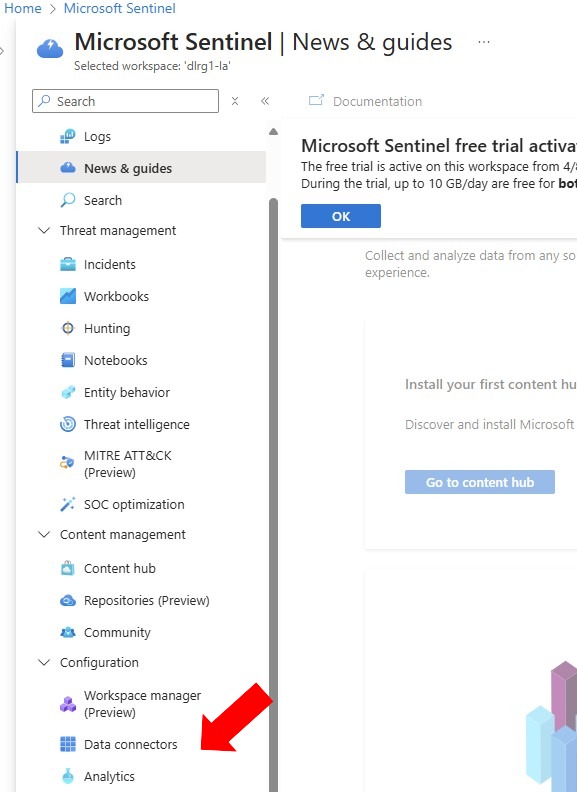 Home > Microsoft Sentinel
Microsoft Sentinel | News & guides ...
Selected workspace: 'dlrg1-la'
Search
Documentation
Logs
News & guides
Search
Threat management
Incidents
Workbooks
Hunting
Notebooks
Entity behavior
Threat intelligence
MITRE ATT&CK
(Preview)
SOC optimization
Content management
Content hub
Repositories (Preview)
Community
Configuration
Workspace manager
(Preview)
Data connectors
Analytics
Microsoft Sentinel free trial activa
The free trial is active on this workspace from 4/8
During the trial, up to 10 GB/day are free for bot
OK
Collect and analyze data from any so
experience.
Install your first content hu
Discover and install Microsoft
Go to content hub